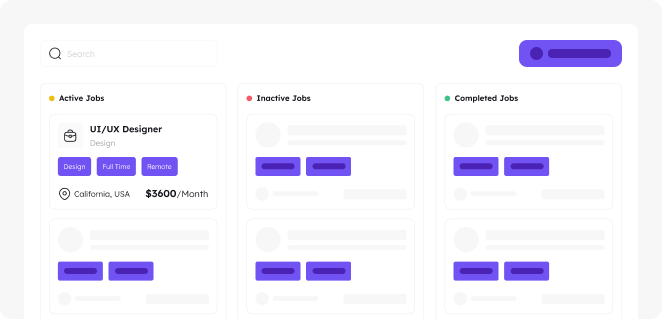 Search
Active Jobs
Inactive Jobs
Completed Jobs
UI/UX Designer
Design
Design Full Time Remote
California, USA $3600/Month